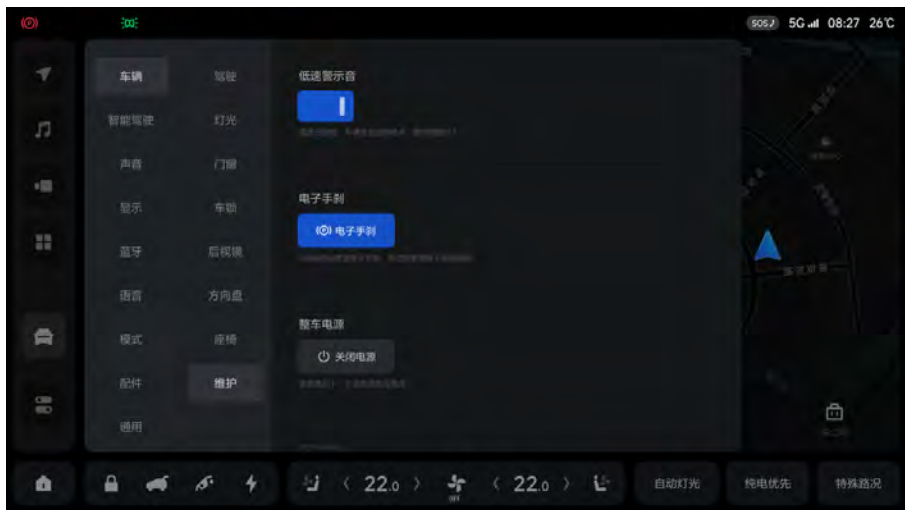 SOS 5G 08:27 26℃
车辆
智能驾驶
声音
显示
蓝牙
语言
模式
配件
通用
驾驶
灯光
门窗
车锁
后视镜
方向盘
座椅
维护
低速警示音
电子手刹
电子手刹
整车电源
关闭电源
22.0
OFF
22.0
自动灯光
纯电优先
特殊路况